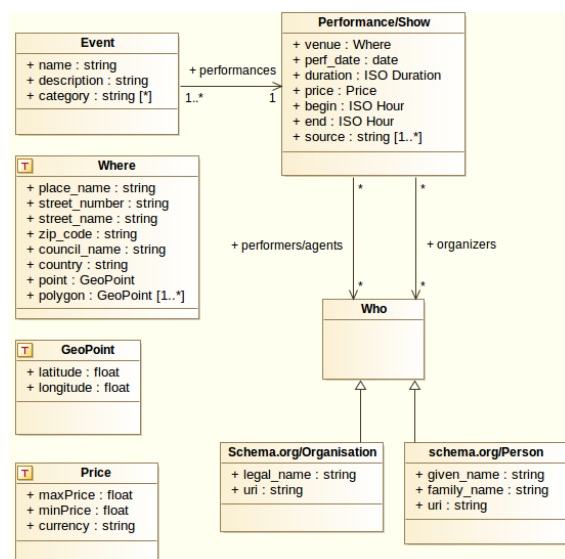 Event
+ name : string
+ description : string
+ category : string [*]
+ performances
1..*
1
Performance/Show
+ venue : Where
+ perf_date : date
+ duration : ISO Duration
+ price : Price
+ begin : ISO Hour
+ end : ISO Hour
+ source : string [1..*]
T
Where
+ place_name : string
+ street_number : string
+ street_name : string
+ zip_code : string
+ council_name : string
+ country : string
+ point : GeoPoint
+ polygon : GeoPoint [1..*]
*
*
+ performers/agents
+ organizers
*
*
Who
T
GeoPoint
+ latitude : float
+ longitude : float
Schema.org/Organisation
+ legal_name : string
+ uri : string
schema.org/Person
+ given_name : string
+ family_name : string
+ uri : string
T
Price
+ maxPrice : float
+ minPrice : float
+ currency : string